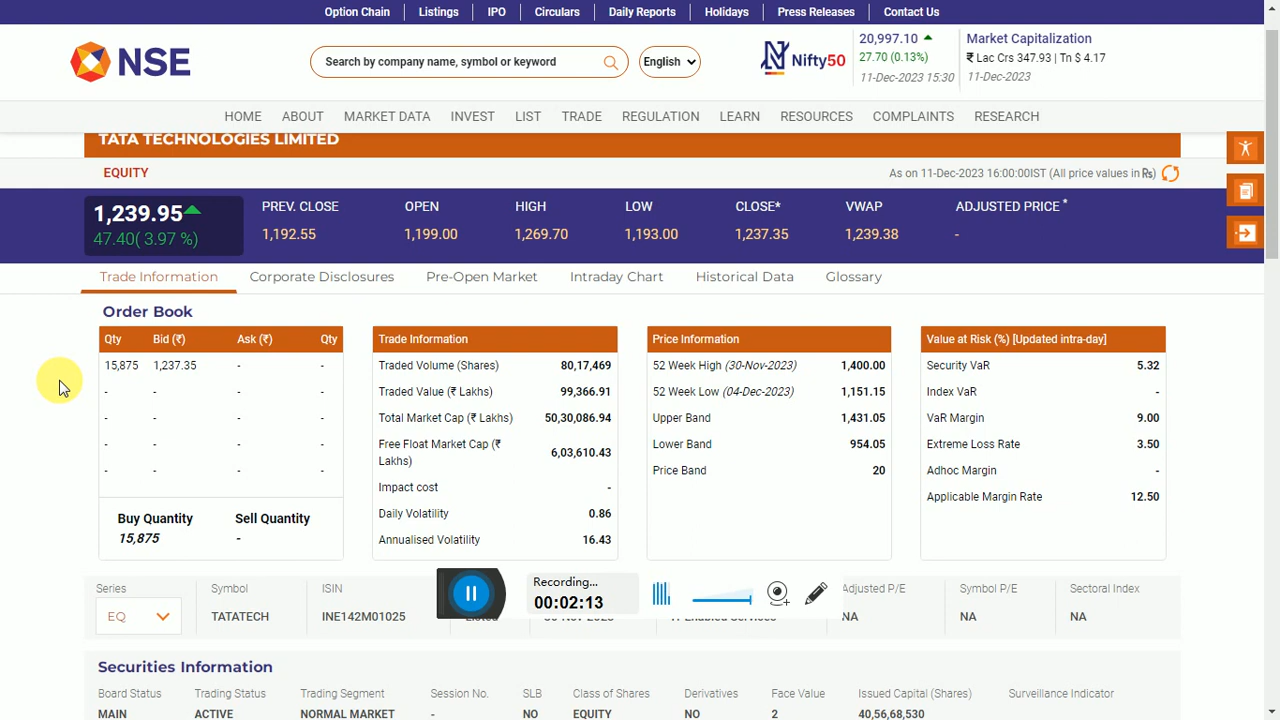 Option Chain Listings IPO Circulars Daily Reports Holidays Press Releases Contact Us
NSE
Search by company name, symbol or keyword
English
Nifty50
20,997.10
27.70 (0.13%)
11-Dec-2023 15:30
Market Capitalization
₹ Lac Crs 347.93 | Tn $ 4.17
11-Dec-2023
HOME ABOUT MARKET DATA INVEST LIST TRADE REGULATION LEARN RESOURCES COMPLAINTS RESEARCH
TATA TECHNOLOGIES LIMITED
EQUITY
As on 11-Dec-2023 16:00:00IST (All price values in ₨)
1,239.95
47.40( 3.97 %)
PREV. CLOSE OPEN HIGH LOW CLOSE* VWAP ADJUSTED PRICE *
1,192.55 1,199.00 1,269.70 1,193.00 1,237.35 1,239.38 -
Trade Information Corporate Disclosures Pre-Open Market Intraday Chart Historical Data Glossary
Order Book
Qty Bid (₹) Ask (₹) Qty
15,875 1,237.35 - -
- - - -
- - - -
- - - -
- - - -
Buy Quantity Sell Quantity
15,875 -
Trade Information
Traded Volume (Shares) 80,17,469
Traded Value (₹ Lakhs) 99,366.91
Total Market Cap (₹ Lakhs) 50,30,086.94
Free Float Market Cap (₹
Lakhs) 6,03,610.43
Impact cost -
Daily Volatility 0.86
Annualised Volatility 16.43
Price Information
52 Week High (30-Nov-2023) 1,400.00
52 Week Low (04-Dec-2023) 1,151.15
Upper Band 1,431.05
Lower Band 954.05
Price Band 20
Value at Risk (%) [Updated intra-day]
Security VaR 5.32
Index VaR -
VaR Margin 9.00
Extreme Loss Rate 3.50
Adhoc Margin -
Applicable Margin Rate 12.50
Recording...
00:02:13
Series Symbol ISIN Adjusted P/E Symbol P/E Sectoral Index
EQ TATATECH INE142M01025 NA NA NA
Securities Information
Board Status Trading Status Trading Segment Session No. SLB Class of Shares Derivatives Face Value Issued Capital (Shares) Surveillance Indicator
MAIN ACTIVE NORMAL MARKET - NO EQUITY NO 2 40,56,68,530